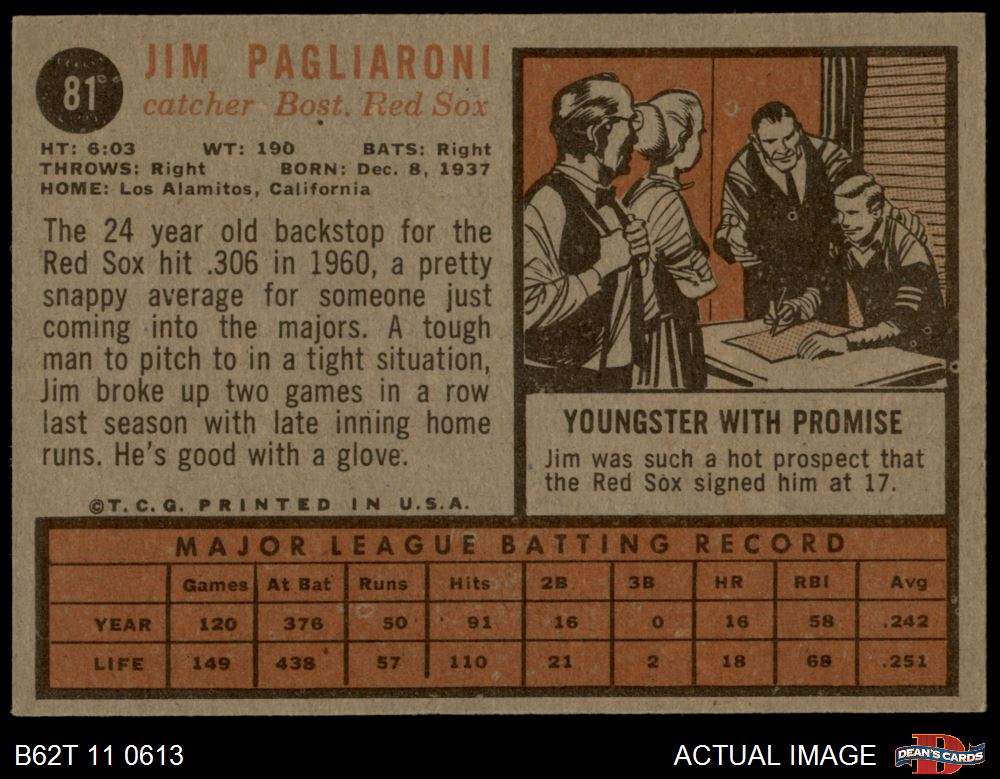 81
JIM PAGLIARONI
catcher Bost. Red Sox
HT: 6:03 WT: 190 BATS: Right
THROWS: Right BORN: Dec. 8, 1937
HOME: Los Alamitos, California
The 24 year old backstop for the
Red Sox hit .306 in 1960, a pretty
snappy average for someone just
coming into the majors. A tough
man to pitch to in a tight situation,
Jim broke up two games in a row
last season with late inning home
runs. He's good with a glove.
©T.C.G. PRINTED IN U.S.A.
YOUNGSTER WITH PROMISE
Jim was such a hot prospect that
the Red Sox signed him at 17.
MAJOR LEAGUE BATTING RECORD
Games At Bat Runs Hits 2B 3B HR RBI Avg
YEAR 120 376 50 91 16 0 16 58 .242
LIFE 149 438 57 110 21 2 18 68 .251
B62T 11 0613
ACTUAL IMAGE
DEAN'S CARDS